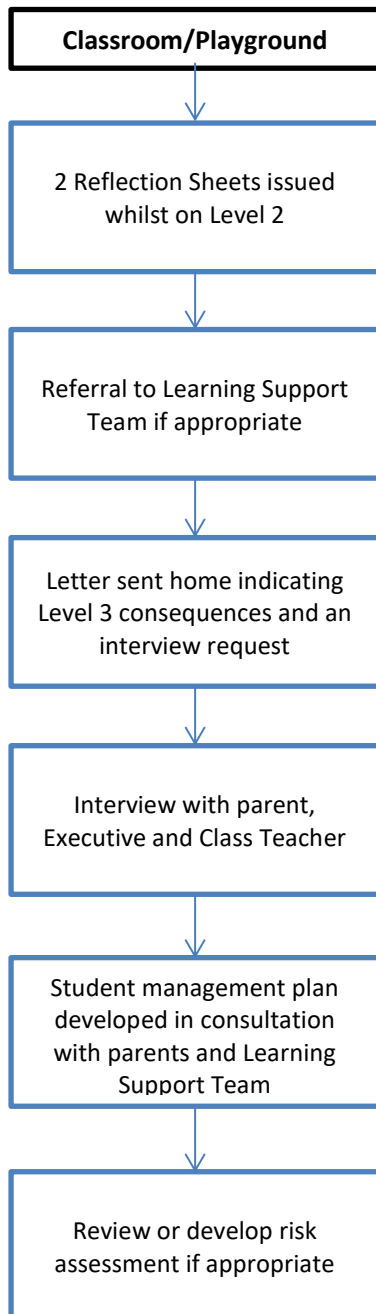 Classroom/Playground
2 Reflection Sheets issued
whilst on Level 2
Referral to Learning Support
Team if appropriate
Letter sent home indicating
Level 3 consequences and an
interview request
Interview with parent,
Executive and Class Teacher
Student management plan
developed in consultation
with parents and Learning
Support Team
Review or develop risk
assessment if appropriate